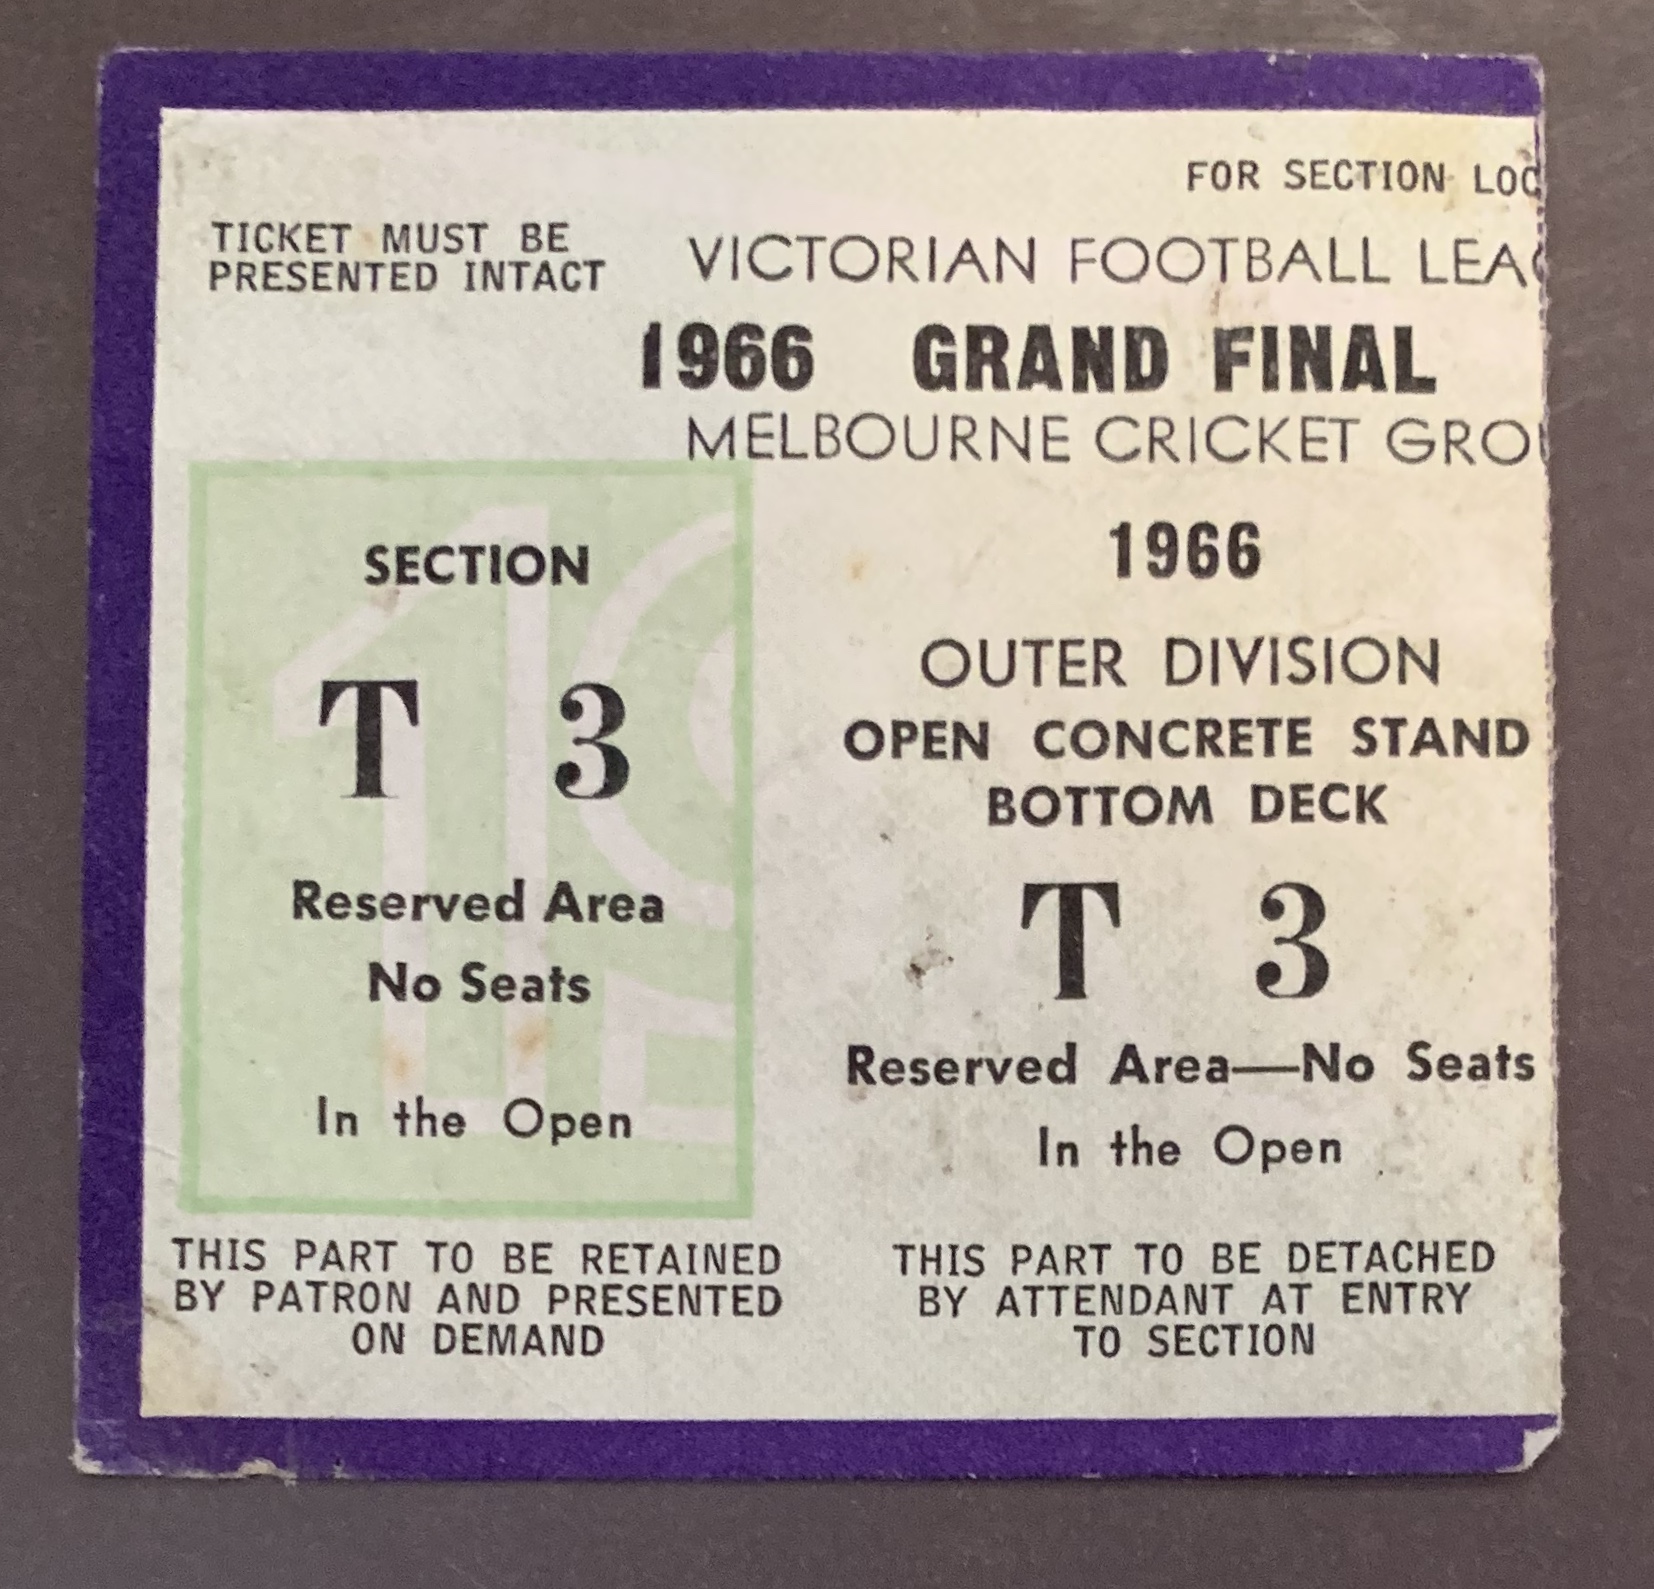 FOR SECTION LOC
TICKET MUST BE
PRESENTED INTACT
VICTORIAN FOOTBALL LEAG
1966 GRAND FINAL
MELBOURNE CRICKET GROU
SECTION
T 3
Reserved Area
No Seats
In the Open
THIS PART TO BE RETAINED
BY PATRON AND PRESENTED
ON DEMAND
1966
OUTER DIVISION
OPEN CONCRETE STAND
BOTTOM DECK
T 3
Reserved Area—No Seats
In the Open
THIS PART TO BE DETACHED
BY ATTENDANT AT ENTRY
TO SECTION